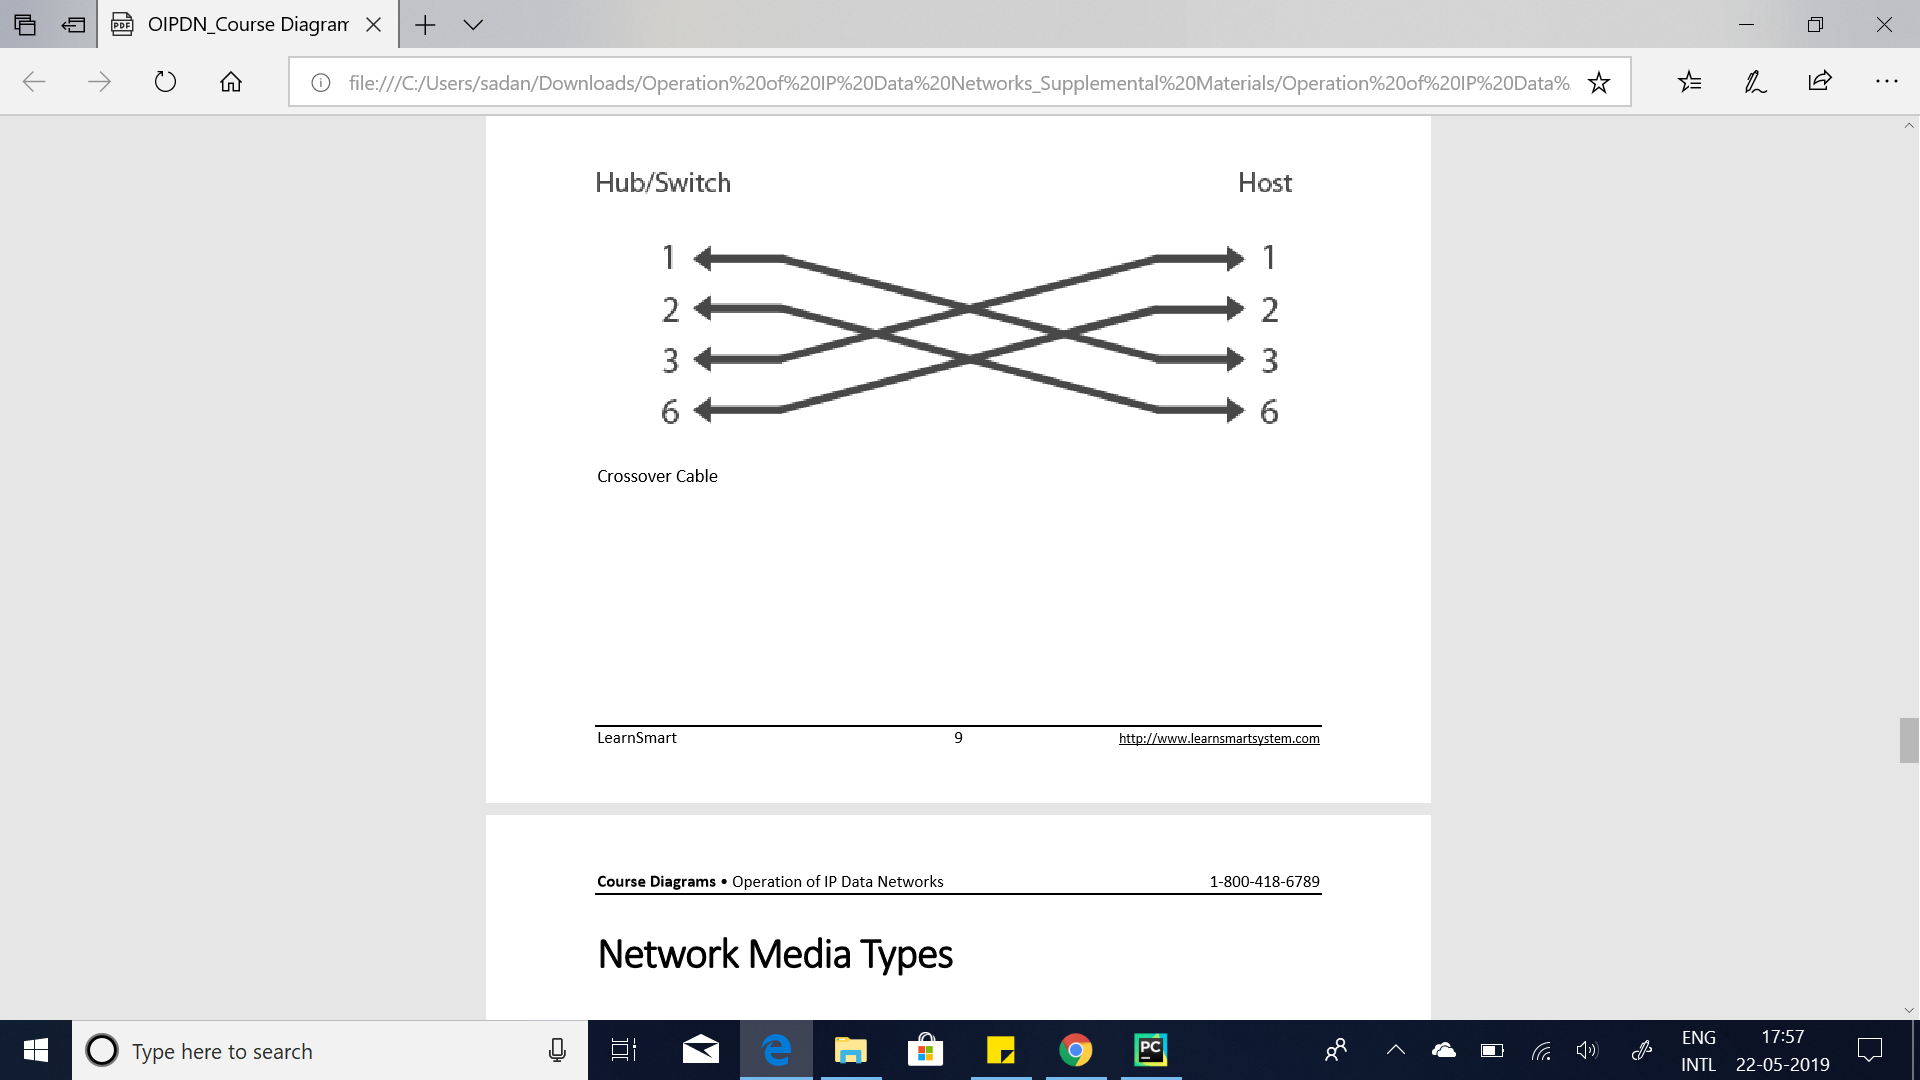 OIPDN_Course Diagram
file:///C:/Users/sadan/Downloads/Operation%20of%20IP%20Data%20Networks_Supplemental%20Materials/Operation%20of%20IP%20Data%
Hub/Switch Host
1 1
2 2
3 3
6 6
Crossover Cable
LearnSmart 9 http://www.learnsmartsystem.com
Course Diagrams • Operation of IP Data Networks 1-800-418-6789
Network Media Types
Type here to search
PC
ENG 17:57
INTL 22-05-2019